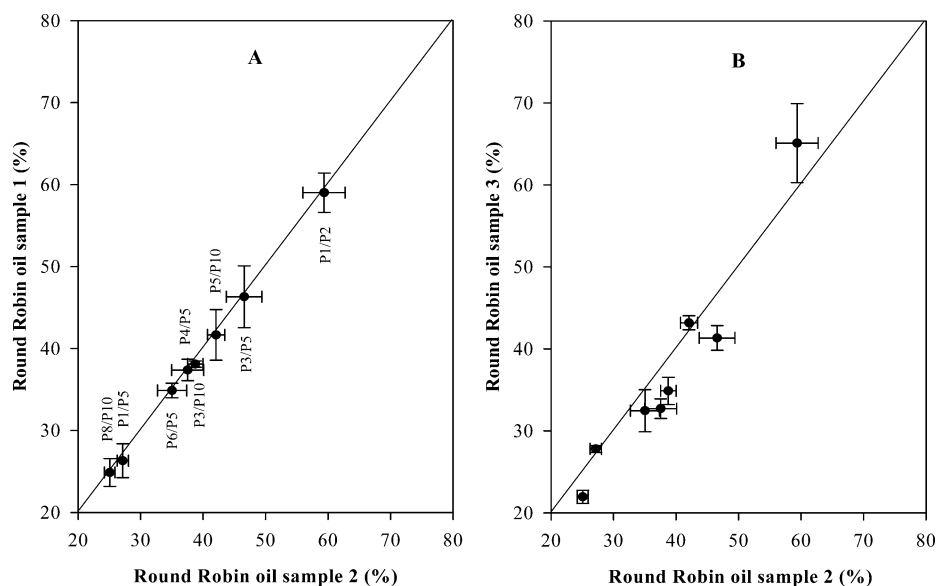 A
80
70
60
50
40
30
20
20 30 40 50 60 70 80
Round Robin oil sample 1 (%)
Round Robin oil sample 2 (%)
P8/P10
P1/P5
P6/P5
P4/P5
P3/P10
P5/P10
P3/P5
P1/P2
B
80
70
60
50
40
30
20
20 30 40 50 60 70 80
Round Robin oil sample 3 (%)
Round Robin oil sample 2 (%)